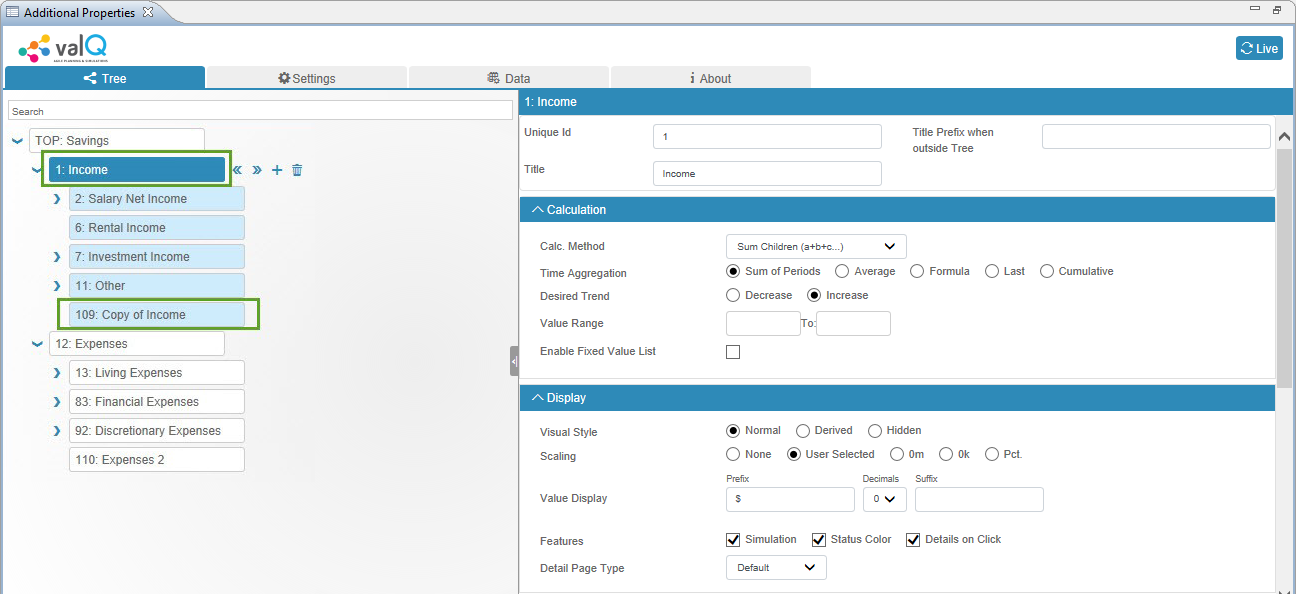 Additional Properties
valQ
Live
Tree
Settings
Data
About
Search
TOP: Savings
1: Income
2: Salary Net Income
6: Rental Income
7: Investment Income
11: Other
109: Copy of Income
12: Expenses
13: Living Expenses
83: Financial Expenses
92: Discretionary Expenses
110: Expenses 2
1: Income
Unique Id 1 Title Prefix when
outside Tree
Title Income
Calculation
Calc. Method Sum Children (a+b+c...)
Time Aggregation Sum of Periods Average Formula Last Cumulative
Desired Trend Decrease Increase
Value Range To:
Enable Fixed Value List
Display
Visual Style Normal Derived Hidden
Scaling None User Selected 0m 0k Pct.
Prefix Decimals Suffix
Value Display $ 0
Features Simulation Status Color Details on Click
Detail Page Type Default